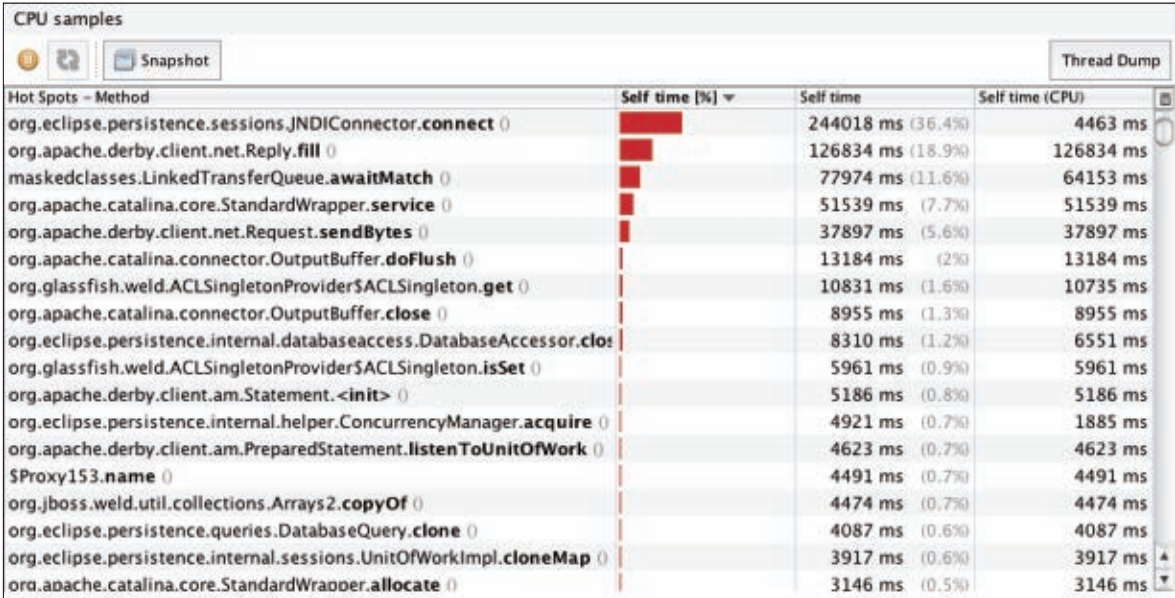 CPU samples
Snapshot Thread Dump
Hot Spots – Method Self time [%] Self time Self time (CPU)
org.eclipse.persistence.sessions.JNDIConnector.connect () 244018 ms (36.4%) 4463 ms
org.apache.derby.client.net.Reply.fill () 126834 ms (18.9%) 126834 ms
maskedclasses.LinkedTransferQueue.awaitMatch () 77974 ms (11.6%) 64153 ms
org.apache.catalina.core.StandardWrapper.service () 51539 ms (7.7%) 51539 ms
org.apache.derby.client.net.Request.sendBytes () 37897 ms (5.6%) 37897 ms
org.apache.catalina.connector.OutputBuffer.doFlush () 13184 ms (2%) 13184 ms
org.glassfish.weld.ACLSingletonProvider$ACLSingleton.get () 10831 ms (1.6%) 10735 ms
org.apache.catalina.connector.OutputBuffer.close () 8955 ms (1.3%) 8955 ms
org.eclipse.persistence.internal.databaseaccess.DatabaseAccessor.clos 8310 ms (1.2%) 6551 ms
org.glassfish.weld.ACLSingletonProvider$ACLSingleton.isSet () 5961 ms (0.9%) 5961 ms
org.apache.derby.client.am.Statement.<init> () 5186 ms (0.8%) 5186 ms
org.eclipse.persistence.internal.helper.ConcurrencyManager.acquire () 4921 ms (0.7%) 1885 ms
org.apache.derby.client.am.PreparedStatement.listenToUnitOfWork () 4623 ms (0.7%) 4623 ms
$Proxy153.name () 4491 ms (0.7%) 4491 ms
org.jboss.weld.util.collections.Arrays2.copyOf () 4474 ms (0.7%) 4474 ms
org.eclipse.persistence.queries.DatabaseQuery.clone () 4087 ms (0.6%) 4087 ms
org.eclipse.persistence.internal.sessions.UnitOfWorkImpl.cloneMap () 3917 ms (0.6%) 3917 ms
org.apache.catalina.core.StandardWrapper.allocate () 3146 ms (0.5%) 3146 ms